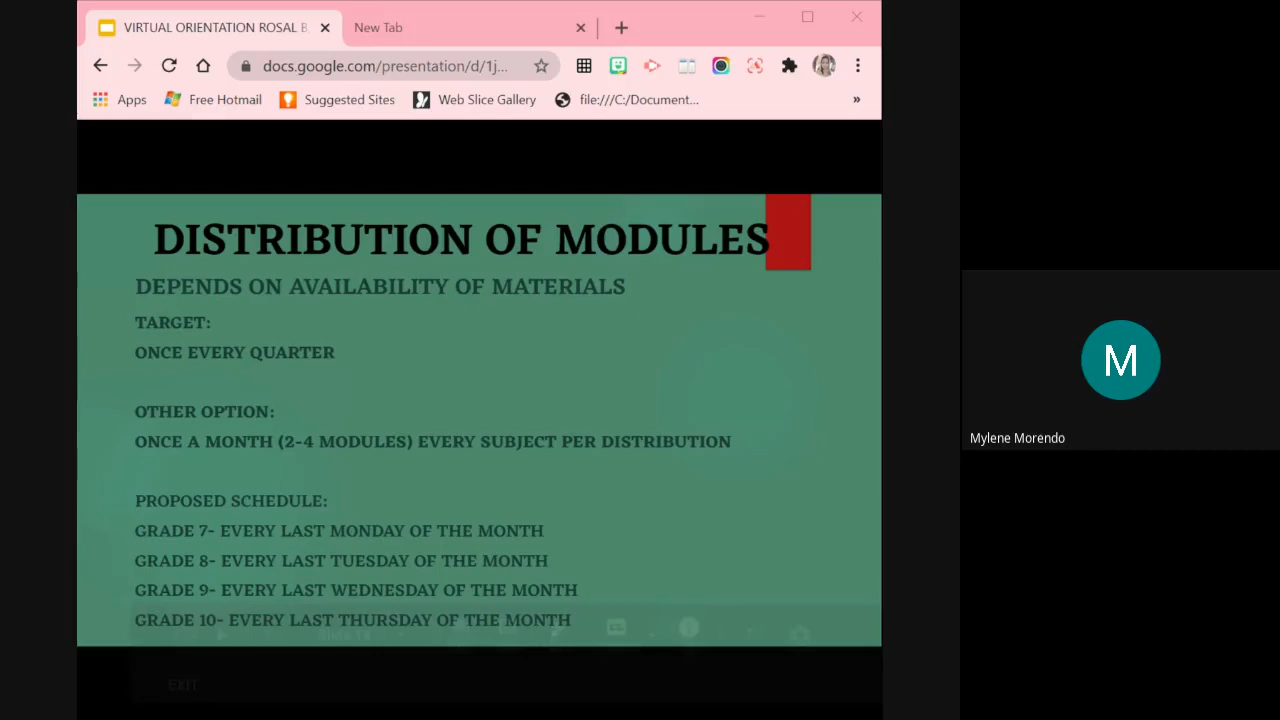 VIRTUAL ORIENTATION ROSAL B
New Tab
docs.google.com/presentation/d/1j...
Apps
Free Hotmail
Suggested Sites
Web Slice Gallery
file:///C:/Document...
»
DISTRIBUTION OF MODULES
DEPENDS ON AVAILABILITY OF MATERIALS
TARGET:
ONCE EVERY QUARTER
OTHER OPTION:
ONCE A MONTH (2-4 MODULES) EVERY SUBJECT PER DISTRIBUTION
PROPOSED SCHEDULE:
GRADE 7- EVERY LAST MONDAY OF THE MONTH
GRADE 8- EVERY LAST TUESDAY OF THE MONTH
GRADE 9- EVERY LAST WEDNESDAY OF THE MONTH
GRADE 10- EVERY LAST THURSDAY OF THE MONTH
EXIT
M
Mylene Morendo